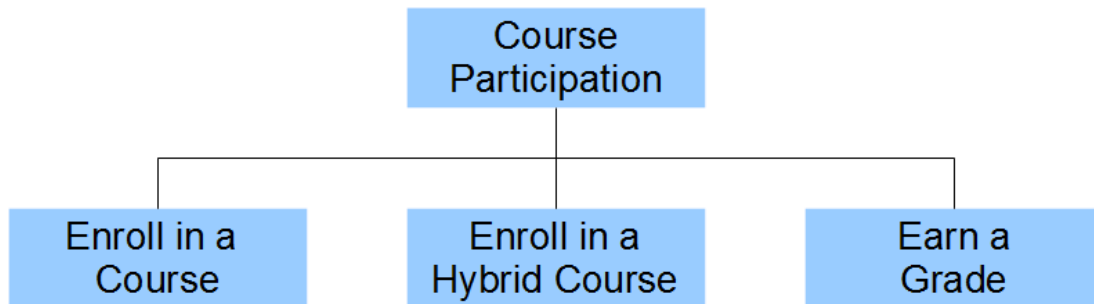 Course
Participation
Enroll in a
Course
Enroll in a
Hybrid Course
Earn a
Grade